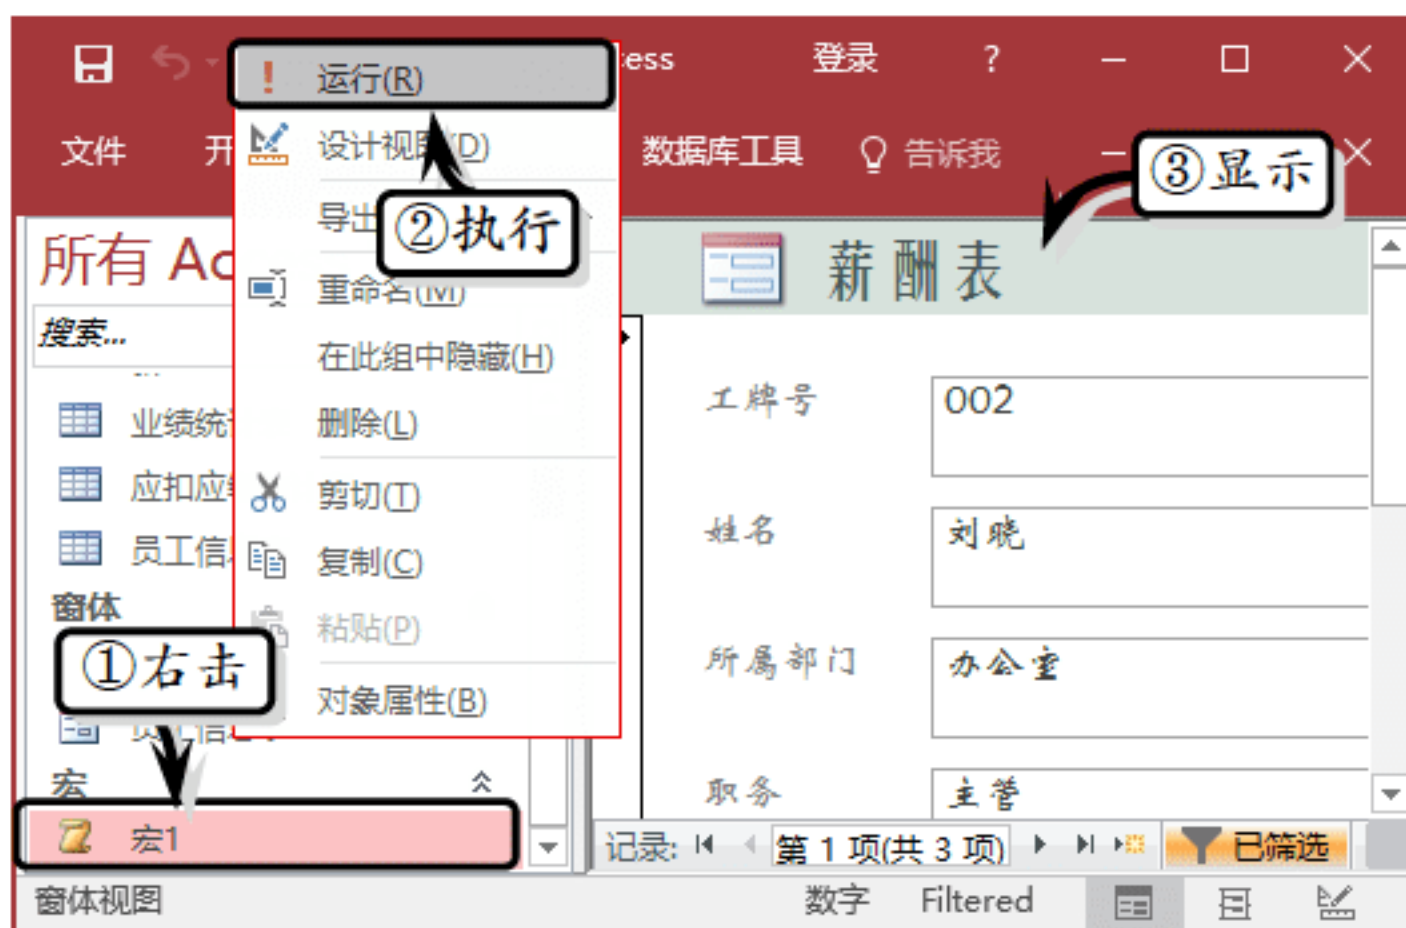 cess 登录 ?
文件 开 数据库工具 告诉我
运行(R)
设计视图(D)
导出
重命名(M)
在此组中隐藏(H)
删除(L)
剪切(T)
复制(C)
粘贴(P)
对象属性(B)
②执行
③显示
①右击
所有 Ac
搜索...
业绩统
应扣应
员工信
窗体
员工信息
宏
宏1
薪酬表
工牌号 002
姓名 刘晓
所属部门 办公室
职务 主管
记录: 第 1 项(共 3 项) 已筛选
窗体视图 数字 Filtered